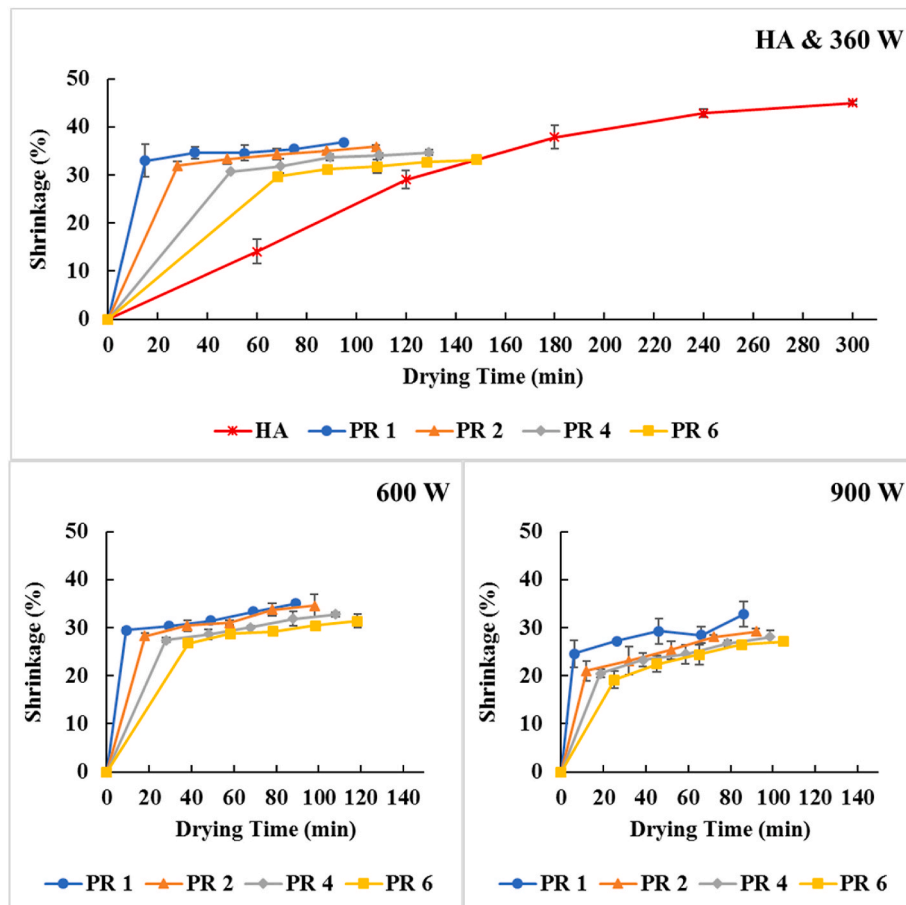 HA & 360 W
50
40
30
20
10
0
Shrinkage (%)
0 20 40 60 80 100 120 140 160 180 200 220 240 260 280 300
Drying Time (min)
HA PR 1 PR 2 PR 4 PR 6
600 W
50
40
30
20
10
0
Shrinkage (%)
0 20 40 60 80 100 120 140
Drying Time (min)
PR 1 PR 2 PR 4 PR 6
900 W
50
40
30
20
10
0
Shrinkage (%)
0 20 40 60 80 100 120 140
Drying Time (min)
PR 1 PR 2 PR 4 PR 6